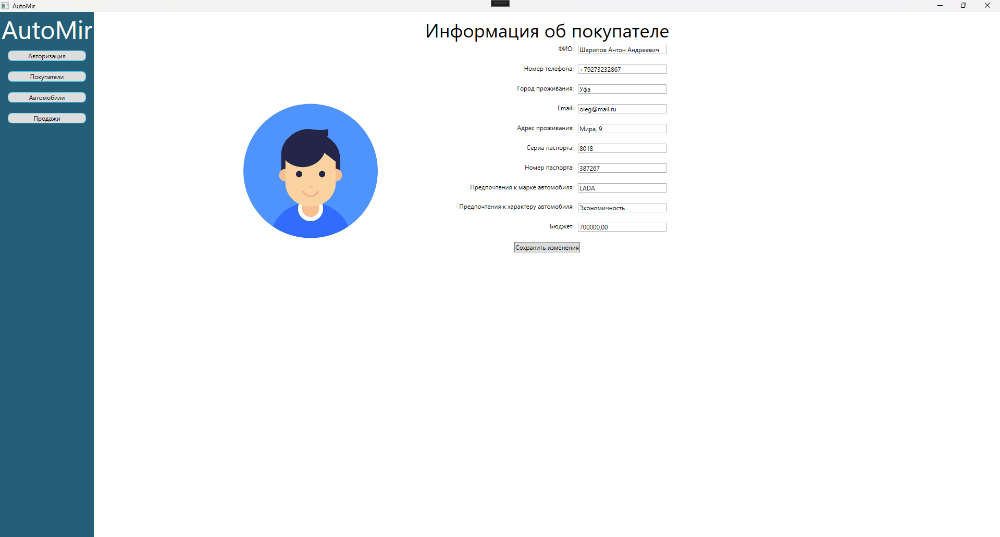 AutoMir
AutoMir
Авторизация
Покупатели
Автомобили
Продажи
Информация об покупателе
ФИО: Шарипов Антон Андреевич
Номер телефона: +79273232867
Город проживания: Уфа
Email: oleg@mail.ru
Адрес проживания: Мира, 9
Сериа паспорта: 8018
Номер паспорта: 387267
Предпочтения к марке автомобиля: LADA
Предпочтения к характеру автомобиля: Экономичность
Бюджет: 700000,00
Сохранить изменения